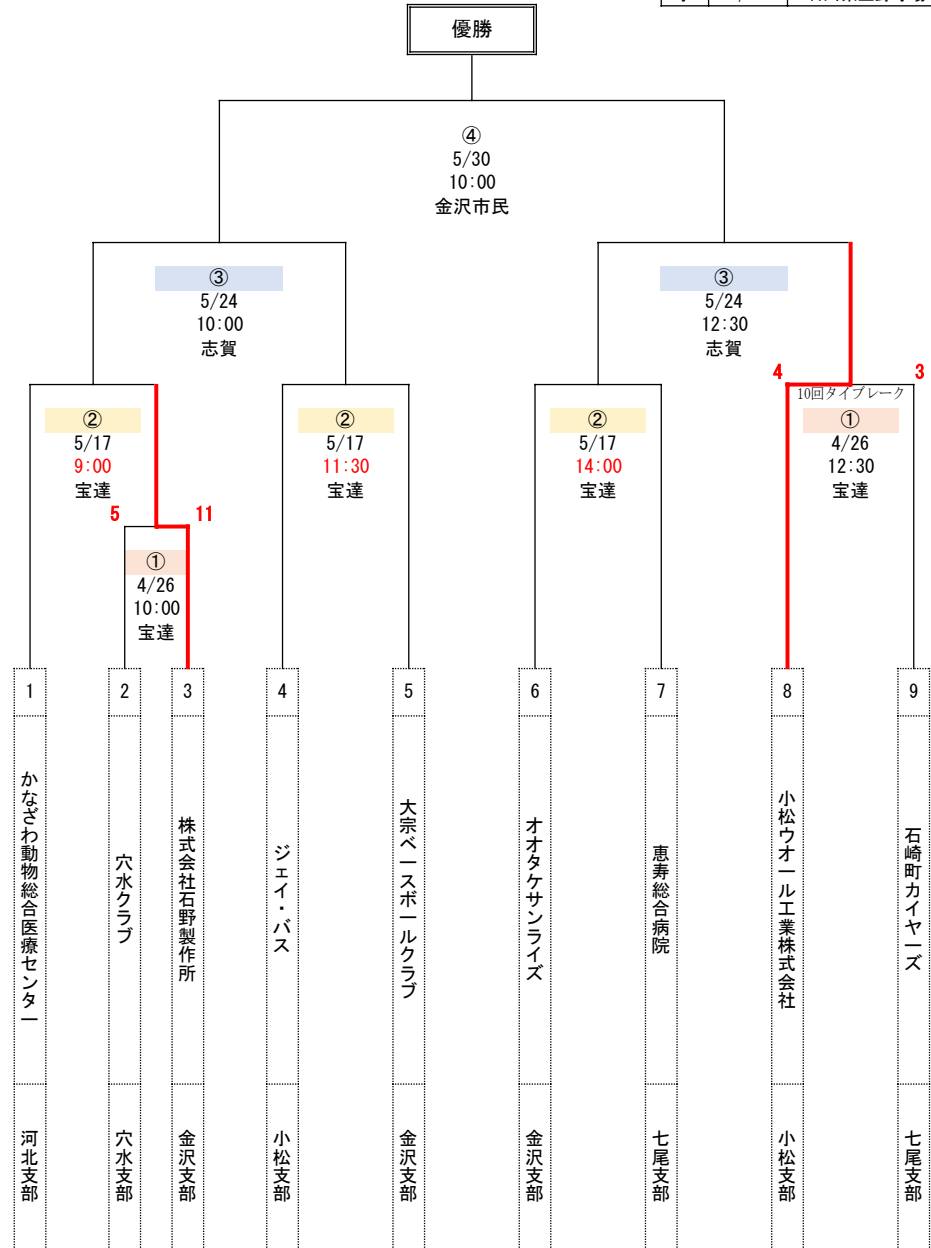 優勝
④
5/30
10:00
金沢市民
③
5/24
10:00
志賀
③
5/24
12:30
志賀
4
3
10回タイブレーク
②
5/17
9:00
宝達
②
5/17
11:30
宝達
②
5/17
14:00
宝達
①
4/26
12:30
宝達
5
11
①
4/26
10:00
宝達
1
2
3
4
5
6
7
8
9
かなざわ動物総合医療センター
穴水クラブ
株式会社石野製作所
ジェイ・バス
大宗ベースボールクラブ
オオタケサンライズ
恵寿総合病院
小松ウオール工業株式会社
石崎町カイヤーズ
河北支部
穴水支部
金沢支部
小松支部
金沢支部
金沢支部
七尾支部
小松支部
七尾支部